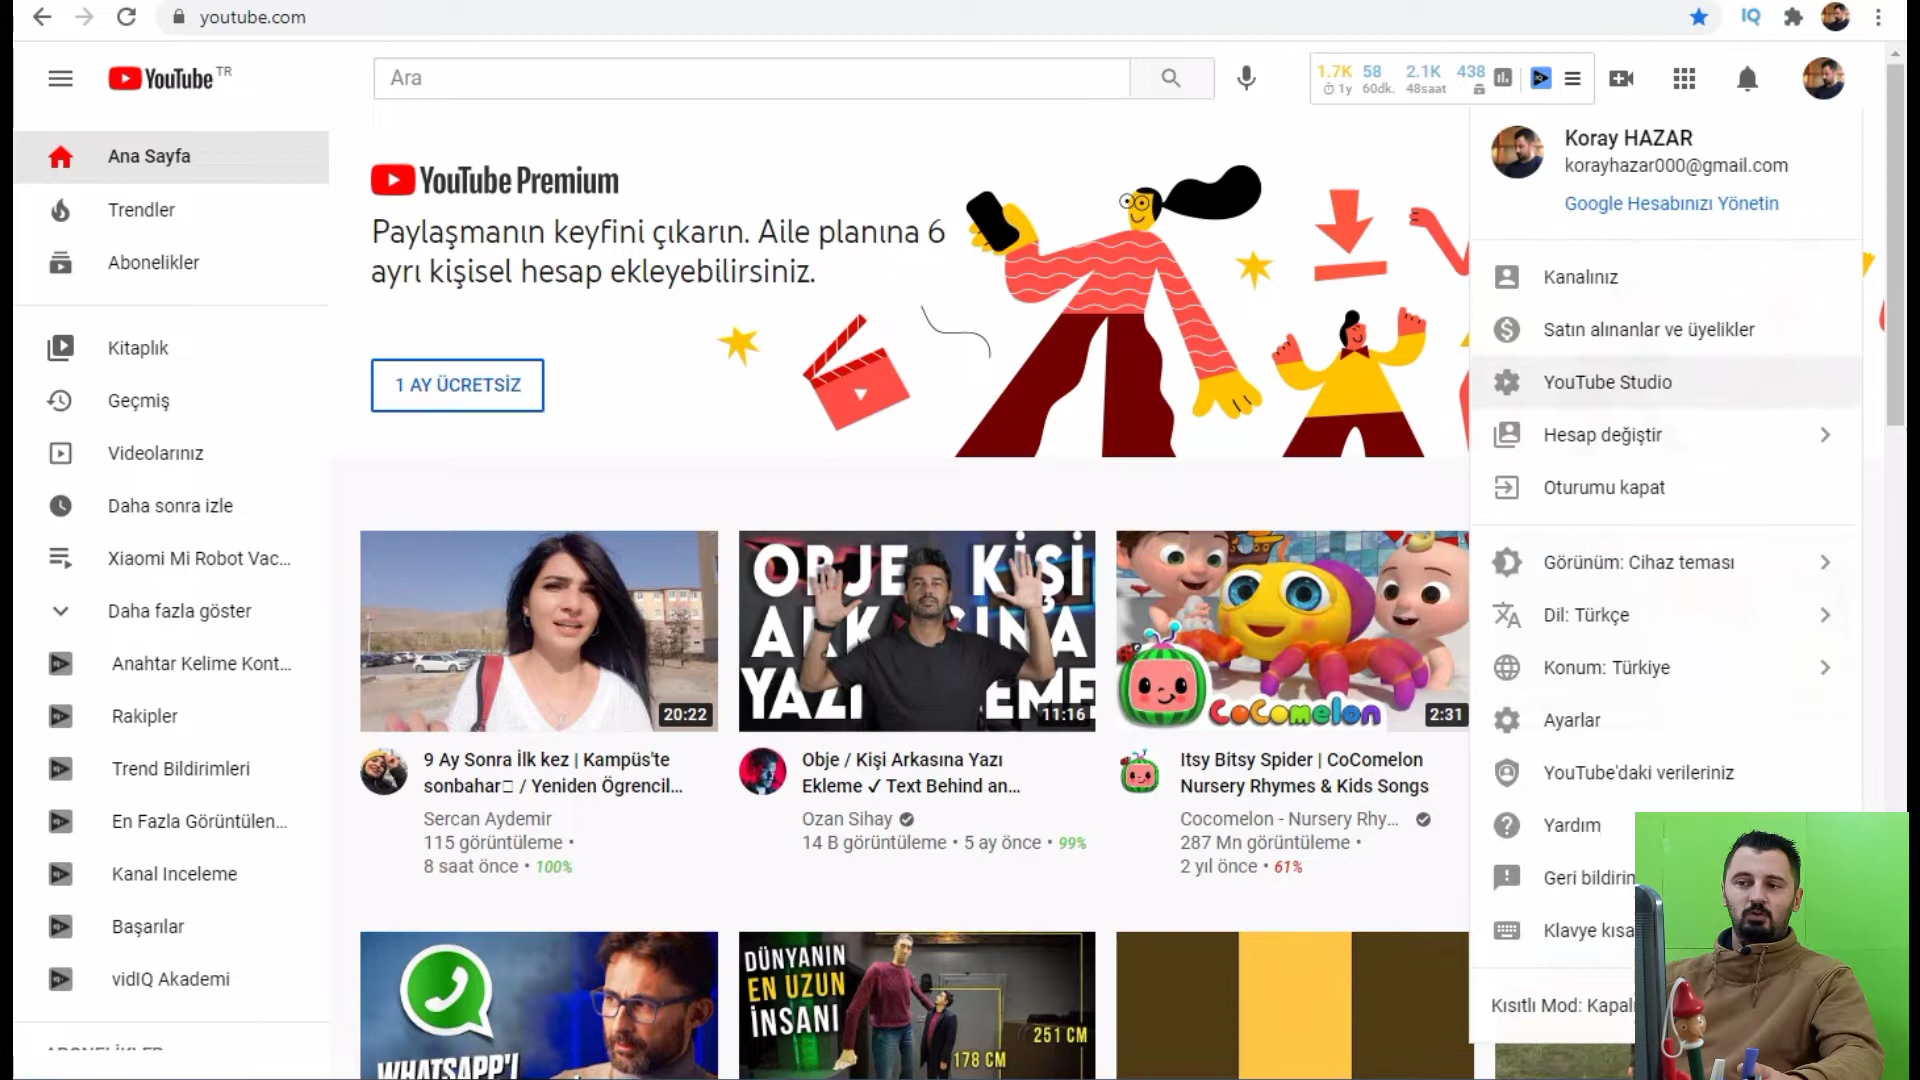 youtube.com
IQ
YouTube TR
Ara
1.7K 58 2.1K 438
1y 60dk. 48saat
Ana Sayfa
Trendler
Abonelikler
Kitaplık
Geçmiş
Videolarınız
Daha sonra izle
Xiaomi Mi Robot Vac...
Daha fazla göster
Anahtar Kelime Kont...
Rakipler
Trend Bildirimleri
En Fazla Görüntülen...
Kanal Inceleme
Başarılar
vidIQ Akademi
YouTube Premium
Paylaşmanın keyfini çıkarın. Aile planına 6
ayrı kişisel hesap ekleyebilirsiniz.
1 AY ÜCRETSİZ
20:22
9 Ay Sonra İlk kez | Kampüs'te
sonbahar / Yeniden Ögrencil...
Sercan Aydemir
115 görüntüleme •
8 saat önce • 100%
OBJE KİŞİ
YAZI
11:16
Obje / Kişi Arkasına Yazı
Ekleme ✓ Text Behind an...
Ozan Sihay
14 B görüntüleme • 5 ay önce • 99%
CoComelon
2:31
Itsy Bitsy Spider | CoComelon
Nursery Rhymes & Kids Songs
Cocomelon - Nursery Rhy...
287 Mn görüntüleme •
2 yıl önce • 61%
WHATSAPP'I
DÜNYANIN
EN UZUN
İNSANI
251 CM
178 CM
Koray HAZAR
korayhazar000@gmail.com
Google Hesabınızı Yönetin
Kanalınız
Satın alınanlar ve üyelikler
YouTube Studio
Hesap değiştir
Oturumu kapat
Görünüm: Cihaz teması
Dil: Türkçe
Konum: Türkiye
Ayarlar
YouTube'daki verileriniz
Yardım
Geri bildirin
Klavye kısa
Kısıtlı Mod: Kapalı